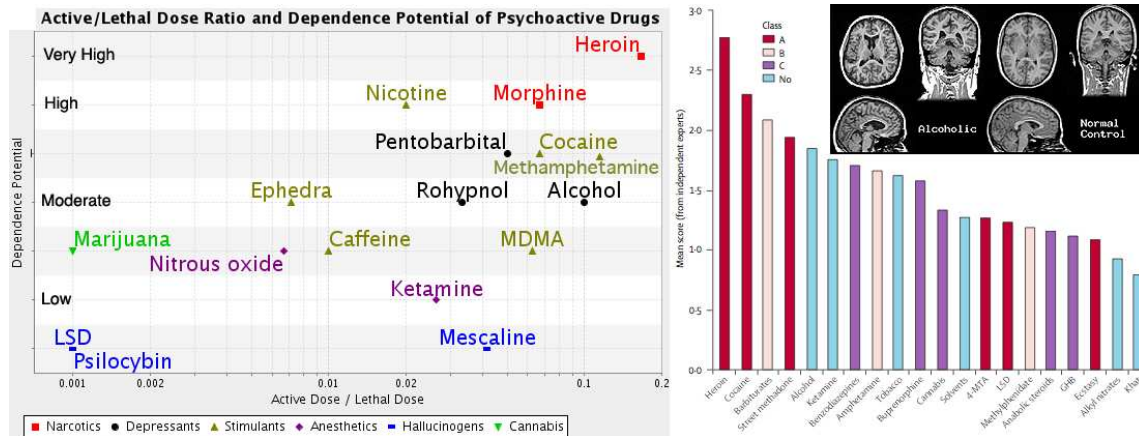 Active/Lethal Dose Ratio and Dependence Potential of Psychoactive Drugs
Dependence Potential
Very High
High
Moderate
Low
Heroin
Nicotine
Morphine
Pentobarbital
Cocaine
Methamphetamine
Ephedra
Rohypnol
Alcohol
Marijuana
Caffeine
MDMA
Nitrous oxide
Ketamine
LSD
Mescaline
Psilocybin
0.001
0.002
0.01
0.02
0.1
0.2
Active Dose / Lethal Dose
Narcotics
Depressants
Stimulants
Anesthetics
Hallucinogens
Cannabis
Mean score (from independent experts)
3·0
2·5
2·0
1·5
1·0
0·5
0·0
Class
A
B
C
No
Alcoholic
Normal
Control
Heroin
Cocaine
Barbiturates
Street methadone
Alcohol
Ketamine
Benzodiazepines
Amphetamine
Tobacco
Buprenorphine
Cannabis
Solvents
4-MTA
LSD
Methylphenidate
Anabolic steroids
GHB
Ecstasy
Alkyl nitrates
Khat